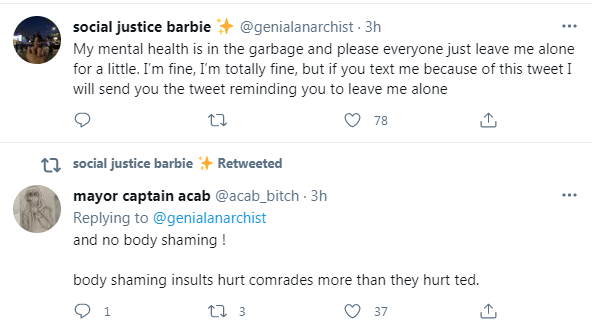 social justice barbie ✨ @genialanarchist · 3h
My mental health is in the garbage and please everyone just leave me alone
for a little. I'm fine, I'm totally fine, but if you text me because of this tweet I
will send you the tweet reminding you to leave me alone
78
social justice barbie ✨ Retweeted
mayor captain acab @acab_bitch · 3h
Replying to @genialanarchist
and no body shaming !
body shaming insults hurt comrades more than they hurt ted.
1 3 37